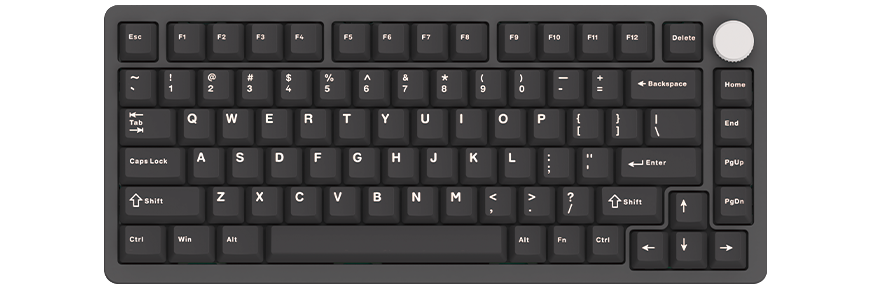 Esc F1 F2 F3 F4 F5 F6 F7 F8 F9 F10 F11 F12 Delete
~ ! @ # $ % ^ & * ( ) — + ← Backspace Home
` 1 2 3 4 5 6 7 8 9 0 - =
Tab Q W E R T Y U I O P { } | End
[ ] \
Caps Lock A S D F G H J K L : " Enter PgUp
; '
Shift Z X C V B N M < > ? Shift ↑ PgDn
, . /
Ctrl Win Alt Alt Fn Ctrl ← ↓ →